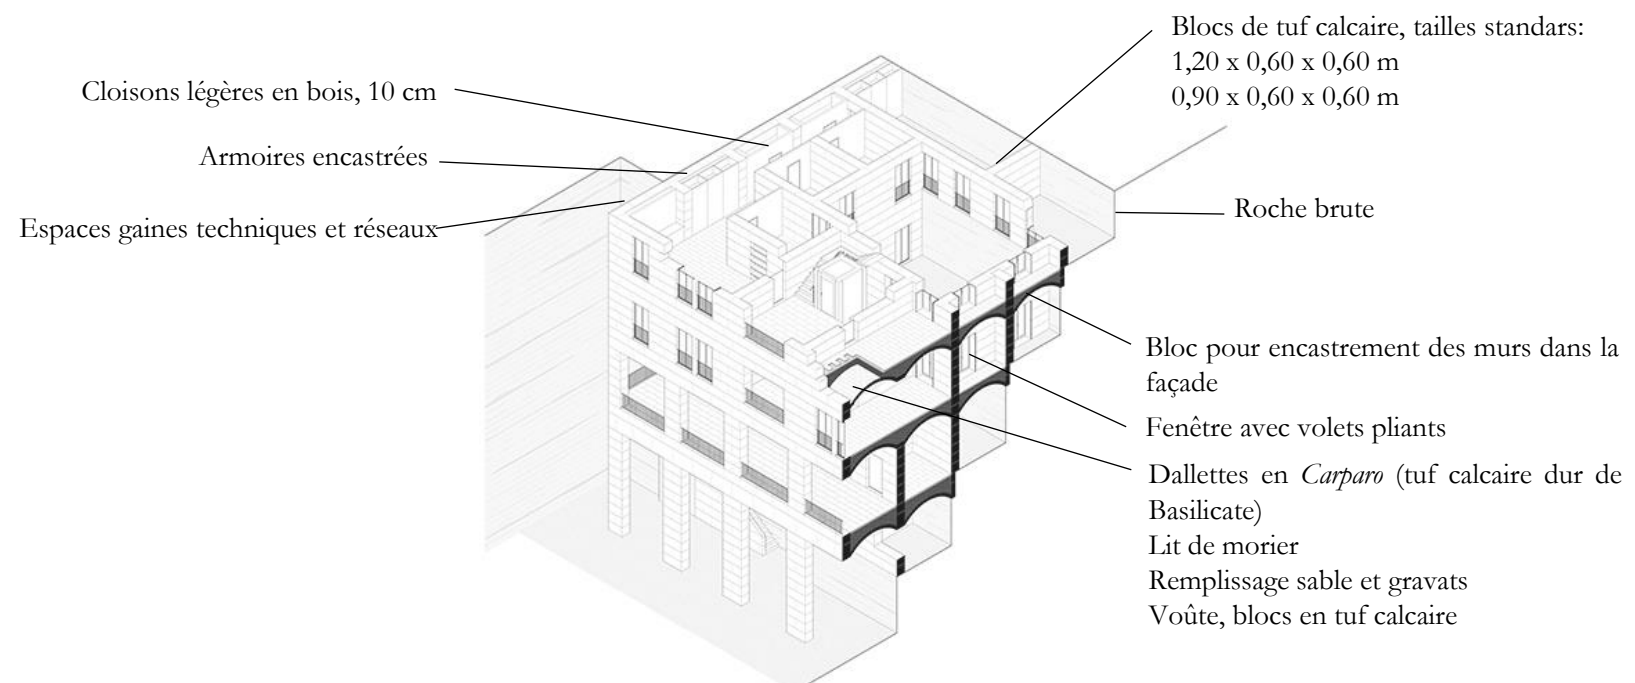 Cloisons légères en bois, 10 cm
Armoires encastrées
Espaces gaines techniques et réseaux
Blocs de tuf calcaire, tailles standars:
1,20 x 0,60 x 0,60 m
0,90 x 0,60 x 0,60 m
Roche brute
Bloc pour encastrement des murs dans la
façade
Fenêtre avec volets pliants
Dallettes en Carparo (tuf calcaire dur de
Basilicate)
Lit de morier
Remplissage sable et gravats
Voûte, blocs en tuf calcaire